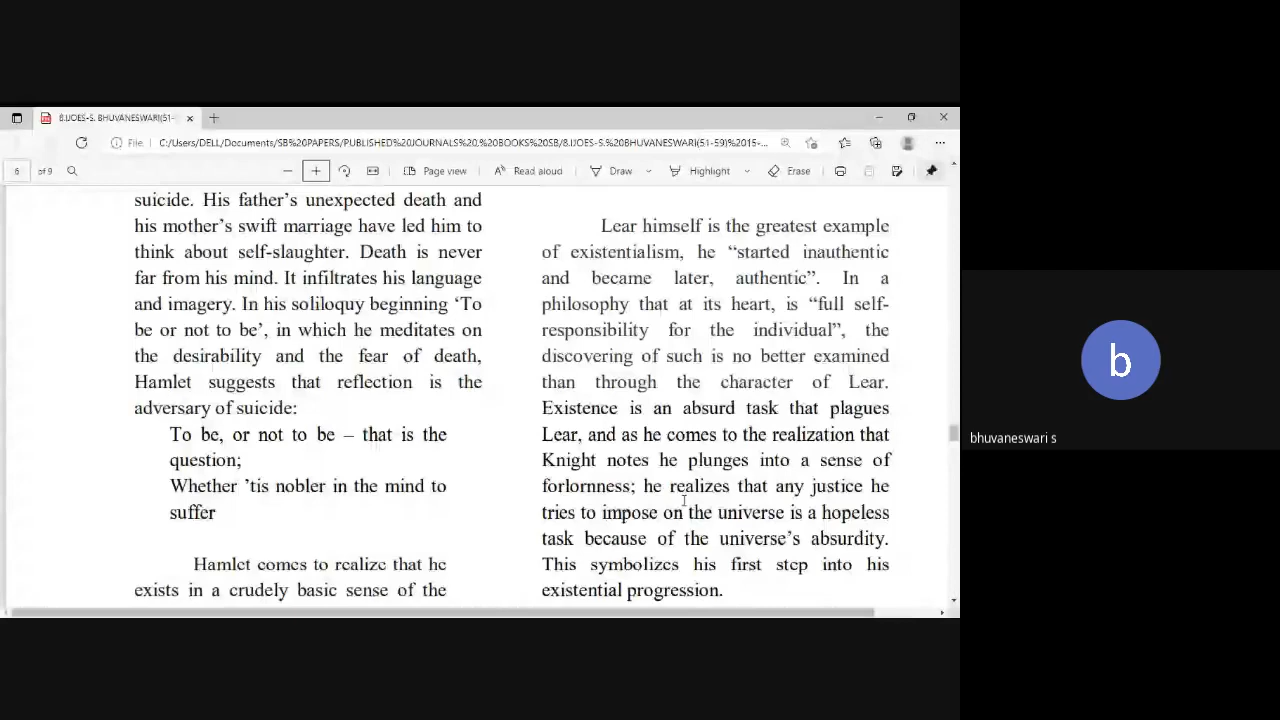 8.IJOES-S. BHUVANESWARI(51-
File
C:/Users/DELL/Documents/SB%20PAPERS/PUBLISHED%20JOURNALS%20,%20BOOKS%20SB/8.IJOES-S.%20BHUVANESWARI(51-59)%2015-...
6 of 9
Page view
Read aloud
Draw
Highlight
Erase
suicide. His father’s unexpected death and
his mother’s swift marriage have led him to
think about self-slaughter. Death is never
far from his mind. It infiltrates his language
and imagery. In his soliloquy beginning ‘To
be or not to be’, in which he meditates on
the desirability and the fear of death,
Hamlet suggests that reflection is the
adversary of suicide:
To be, or not to be – that is the
question;
Whether ’tis nobler in the mind to
suffer
Hamlet comes to realize that he
exists in a crudely basic sense of the
Lear himself is the greatest example
of existentialism, he “started inauthentic
and became later, authentic”. In a
philosophy that at its heart, is “full self-
responsibility for the individual”, the
discovering of such is no better examined
than through the character of Lear.
Existence is an absurd task that plagues
Lear, and as he comes to the realization that
Knight notes he plunges into a sense of
forlornness; he realizes that any justice he
tries to impose on the universe is a hopeless
task because of the universe’s absurdity.
This symbolizes his first step into his
existential progression.
b
bhuvaneswari s